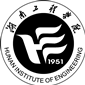 湖南工程学院
1951
HUNAN INSTITUTE OF ENGINEERING